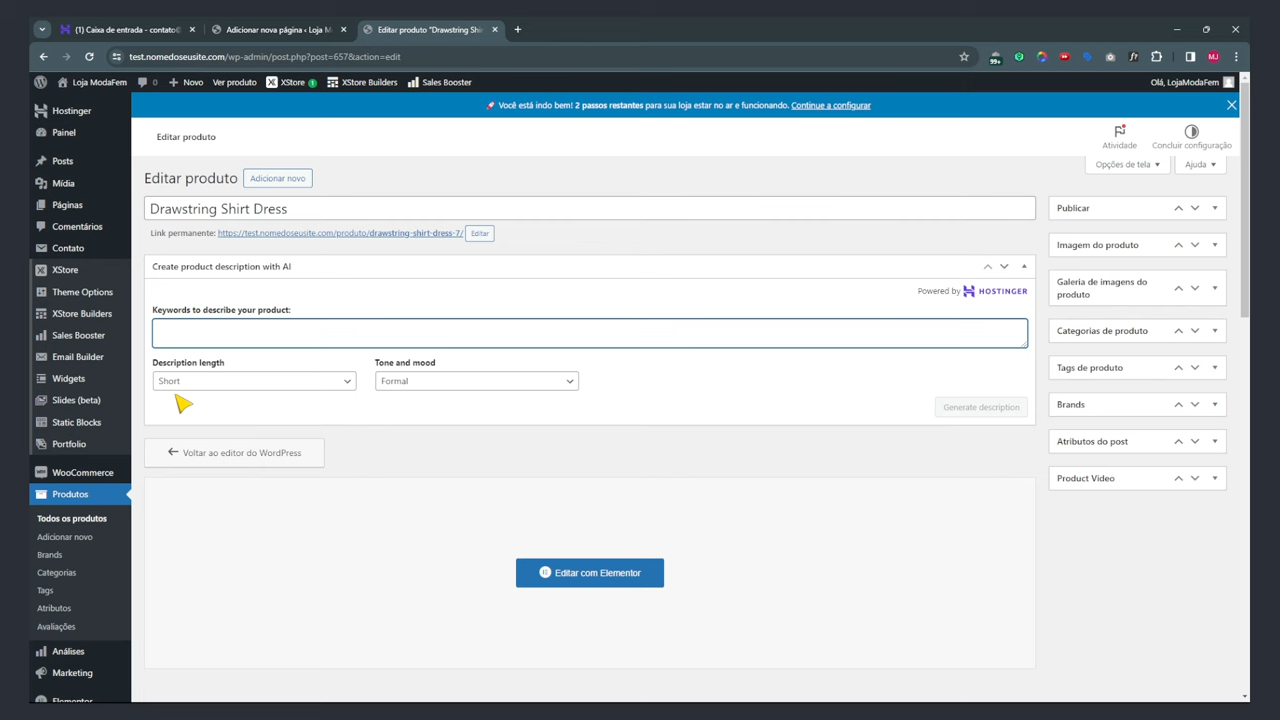 (1) Caixa de entrada - contato@
Adicionar nova página ‹ Loja M
Editar produto "Drawstring Shi
test.nomedoseusite.com/wp-admin/post.php?post=657&action=edit
99+
f?
MJ
Loja ModaFem
0
Novo
Ver produto
XStore 1
XStore Builders
Sales Booster
Olá, LojaModaFem
Hostinger
Painel
Posts
Mídia
Páginas
Comentários
Contato
XStore
Theme Options
XStore Builders
Sales Booster
Email Builder
Widgets
Slides (beta)
Static Blocks
Portfolio
WooCommerce
Produtos
Todos os produtos
Adicionar novo
Brands
Categorias
Tags
Atributos
Avaliações
Análises
Marketing
Elementor
🚀 Você está indo bem! 2 passos restantes para sua loja estar no ar e funcionando. Continue a configurar
Editar produto
Atividade
Concluir configuração
Opções de tela
Ajuda
Editar produto
Adicionar novo
Drawstring Shirt Dress
Link permanente: https://test.nomedoseusite.com/produto/drawstring-shirt-dress-7/ Editar
Create product description with AI
Powered by HOSTINGER
Keywords to describe your product:
Description length
Tone and mood
Short
Formal
Generate description
Voltar ao editor do WordPress
Editar com Elementor
Publicar
Imagem do produto
Galeria de imagens do
produto
Categorias de produto
Tags de produto
Brands
Atributos do post
Product Video